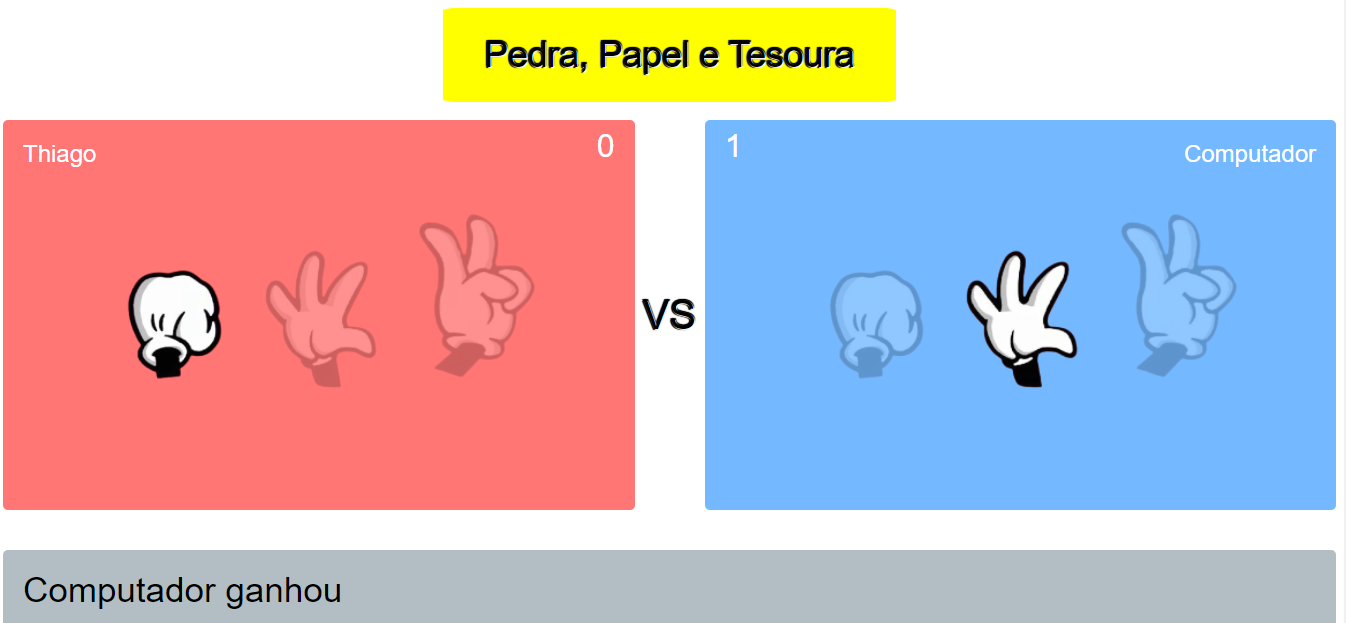 Pedra, Papel e Tesoura
Thiago
0
1
Computador
VS
Computador ganhou